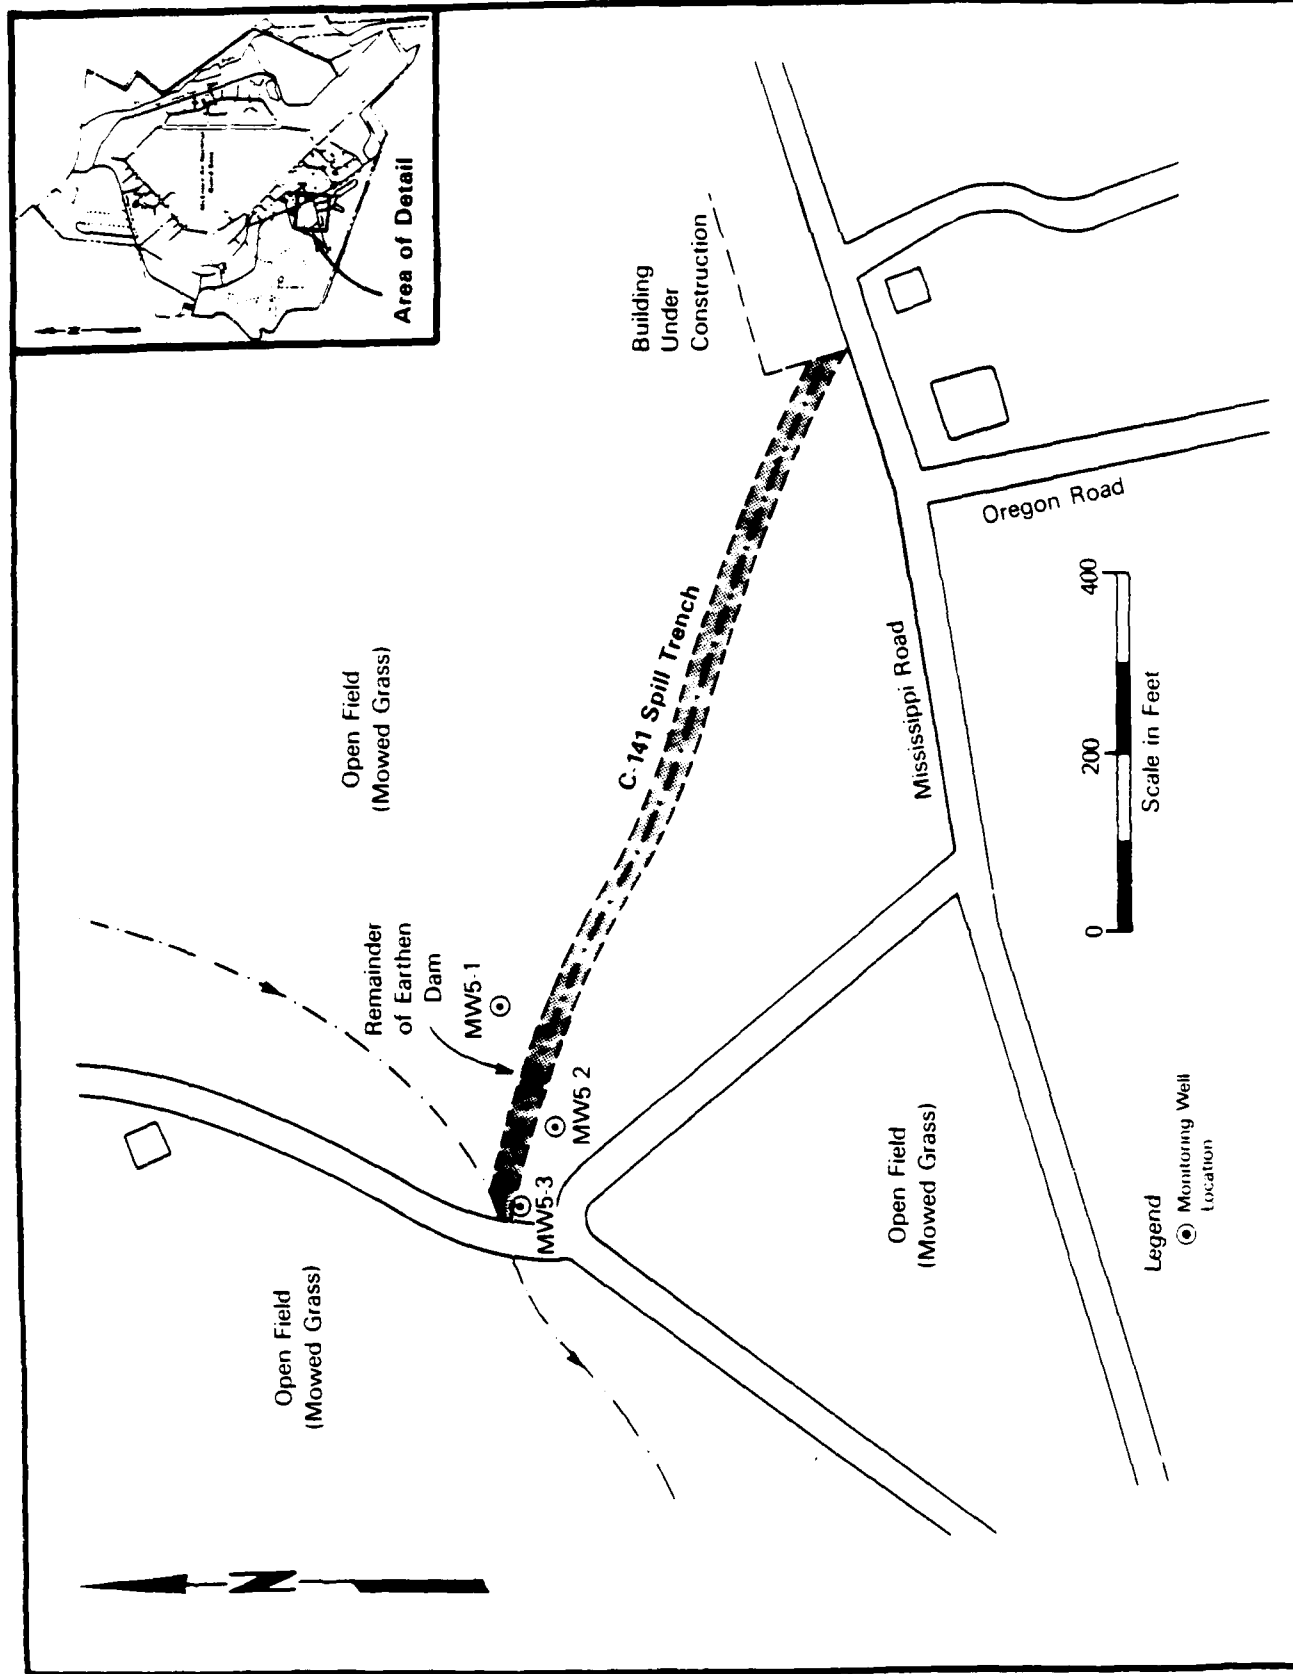 N
Area of Detail
Building
Under
Construction
Open Field
(Mowed Grass)
Remainder
of Earthen
Dam
MW5-1
C-141 Spill Trench
MW5 2
MW5-3
Open Field
(Mowed Grass)
Mississippi Road
Oregon Road
Open Field
(Mowed Grass)
0
200
400
Scale in Feet
Legend
Monitoring Well
Location
N